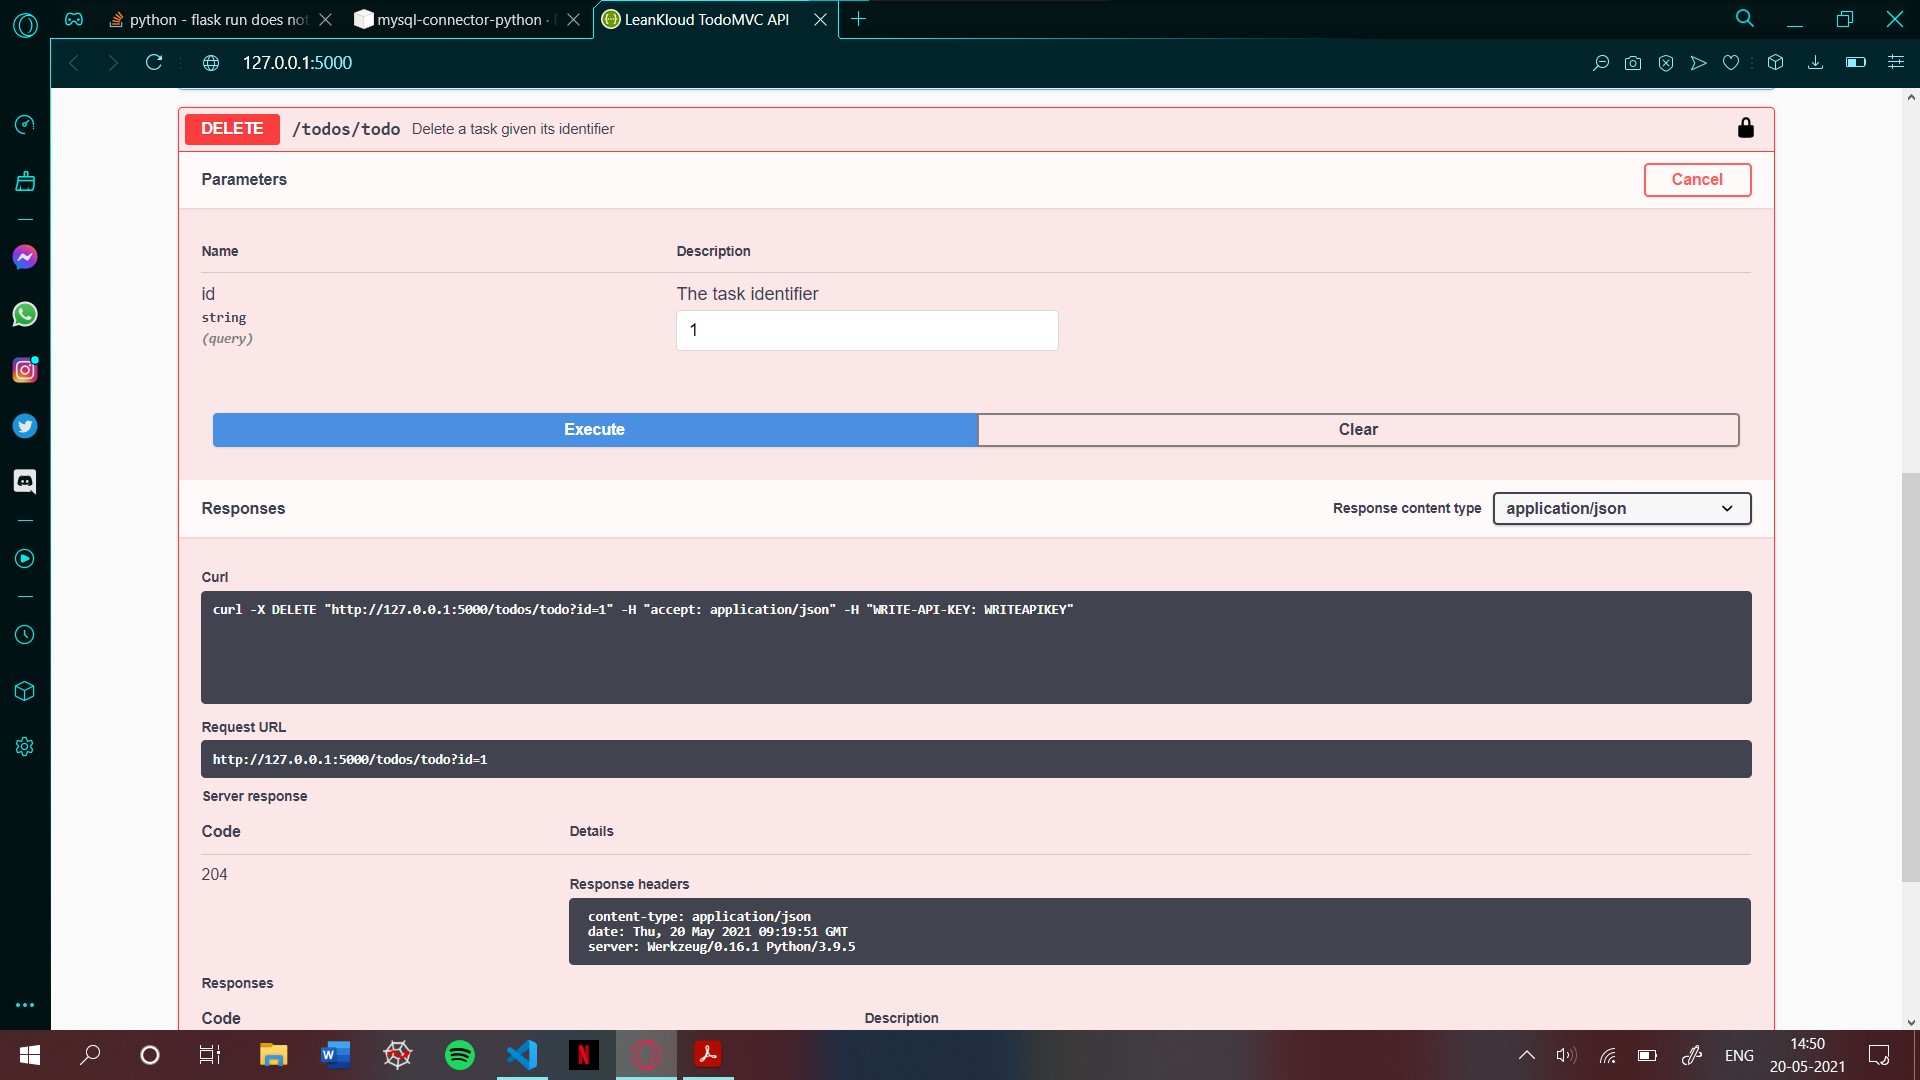 python - flask run does not
mysql-connector-python ·
LeanKloud TodoMVC API
127.0.0.1:5000
DELETE /todos/todo Delete a task given its identifier
Parameters
Cancel
Name Description
id The task identifier
string
(query)
1
Execute Clear
Responses
Response content type application/json
Curl
curl -X DELETE "http://127.0.0.1:5000/todos/todo?id=1" -H "accept: application/json" -H "WRITE-API-KEY: WRITEAPIKEY"
Request URL
http://127.0.0.1:5000/todos/todo?id=1
Server response
Code Details
204
Response headers
content-type: application/json
date: Thu, 20 May 2021 09:19:51 GMT
server: Werkzeug/0.16.1 Python/3.9.5
Responses
Code Description
W
N
ENG
14:50
20-05-2021